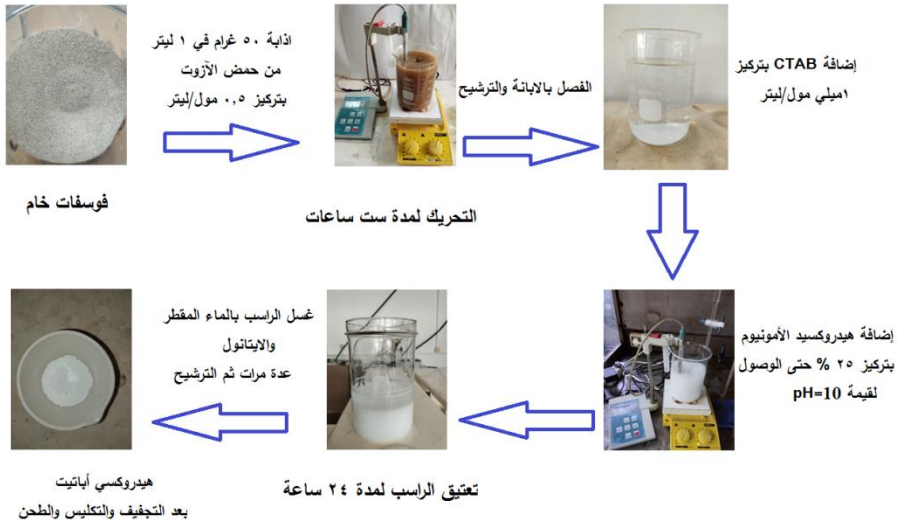 اذابة ٥٠ غرام في ١ ليتر
من حمض الآزوت
بتركيز ٠,٥ مول/ليتر
الفصل بالابانة والترشيح
إضافة CTAB بتركيز
١ميلي مول/ليتر
فوسفات خام
التحريك لمدة ست ساعات
إضافة هيدروكسيد الأمونيوم
بتركيز ٢٥ % حتى الوصول
لقيمة pH=10
غسل الراسب بالماء المقطر
والايتانول
عدة مرات ثم الترشيح
تعتيق الراسب لمدة ٢٤ ساعة
هيدروكسي أباتيت
بعد التجفيف والتكليس والطحن